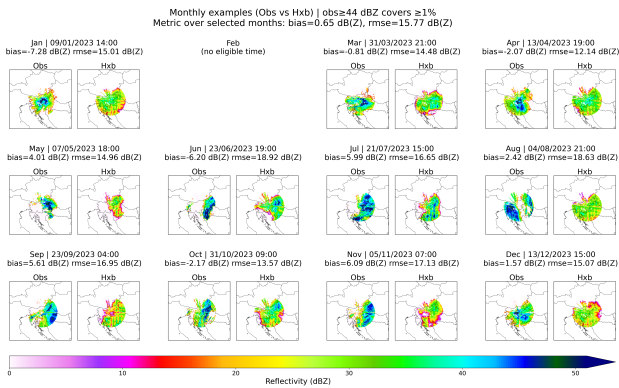 Monthly examples (Obs vs Hxb) | obs≥44 dBZ covers ≥1%
Metric over selected months: bias=0.65 dB(Z), rmse=15.77 dB(Z)
Jan | 09/01/2023 14:00
bias=-7.28 dB(Z) rmse=15.01 dB(Z)
Obs Hxb
Feb
(no eligible time)
Mar | 31/03/2023 21:00
bias=-0.81 dB(Z) rmse=14.48 dB(Z)
Obs Hxb
Apr | 13/04/2023 19:00
bias=-2.07 dB(Z) rmse=12.14 dB(Z)
Obs Hxb
May | 07/05/2023 18:00
bias=4.01 dB(Z) rmse=14.96 dB(Z)
Obs Hxb
Jun | 23/06/2023 19:00
bias=-6.20 dB(Z) rmse=18.92 dB(Z)
Obs Hxb
Jul | 21/07/2023 15:00
bias=5.99 dB(Z) rmse=16.65 dB(Z)
Obs Hxb
Aug | 04/08/2023 21:00
bias=2.42 dB(Z) rmse=18.63 dB(Z)
Obs Hxb
Sep | 23/09/2023 04:00
bias=5.61 dB(Z) rmse=16.95 dB(Z)
Obs Hxb
Oct | 31/10/2023 09:00
bias=-2.17 dB(Z) rmse=13.57 dB(Z)
Obs Hxb
Nov | 05/11/2023 07:00
bias=6.09 dB(Z) rmse=17.13 dB(Z)
Obs Hxb
Dec | 13/12/2023 15:00
bias=1.57 dB(Z) rmse=15.07 dB(Z)
Obs Hxb
0 10 20 30 40 50
Reflectivity (dBZ)